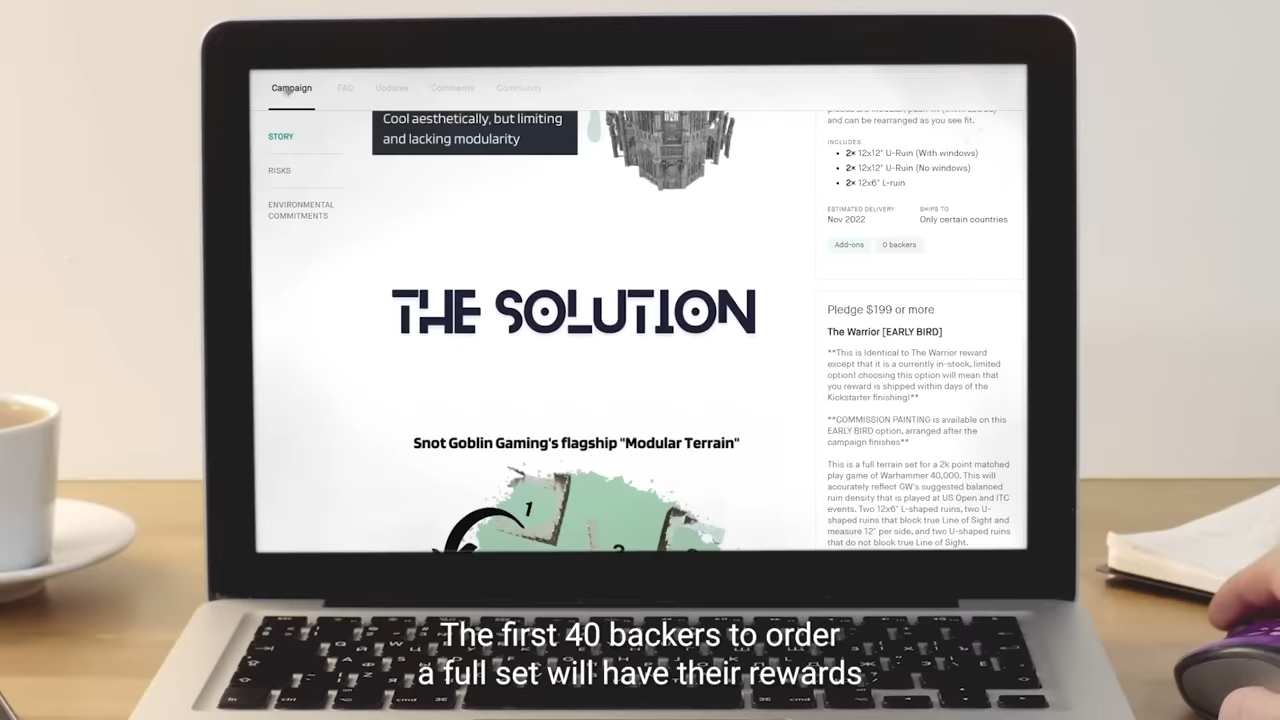 Campaign
FAQ
Updates
Comments
Community
STORY
RISKS
ENVIRONMENTAL
COMMITMENTS
Cool aesthetically, but limiting
and lacking modularity
THE SOLUTION
Snot Goblin Gaming's flagship "Modular Terrain"
1
and can be rearranged as you see fit.
INCLUDES
2× 12x12" U-Ruin (With windows)
2× 12x12" U-Ruin (No windows)
2× 12x6" L-ruin
ESTIMATED DELIVERY
Nov 2022
SHIPS TO
Only certain countries
Add-ons
0 backers
Pledge $199 or more
The Warrior [EARLY BIRD]
**This is Identical to The Warrior reward
except that it is a currently in-stock, limited
option! choosing this option will mean that
you reward is shipped within days of the
Kickstarter finishing!**
**COMMISSION PAINTING is available on this
EARLY BIRD option, arranged after the
campaign finishes**
This is a full terrain set for a 2k point matched
play game of Warhammer 40,000. This will
accurately reflect GW's suggested balanced
ruin density that is played at US Open and ITC
events. Two 12x6" L-shaped ruins, two U-
shaped ruins that block true Line of Sight and
measure 12" per side, and two U-shaped ruins
that do not block true Line of Sight.
The first 40 backers to order
a full set will have their rewards